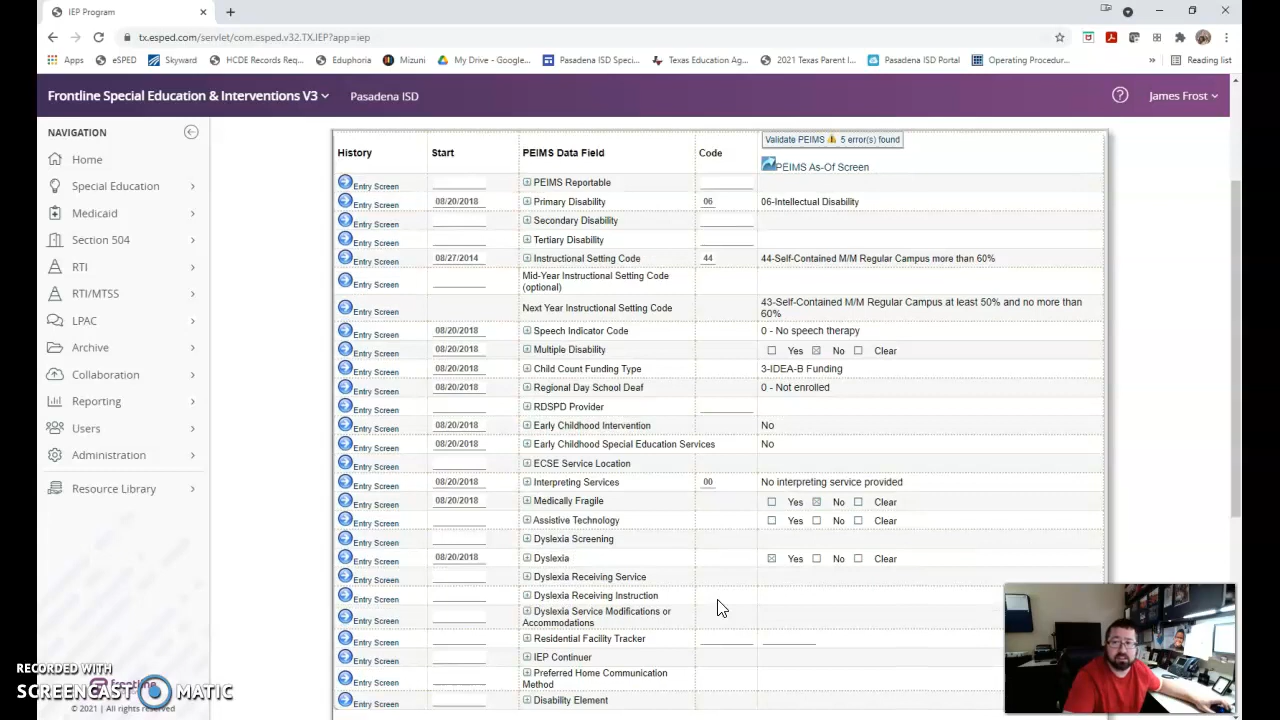 IEP Program
tx.esped.com/servlet/com.esped.v32.TX.IEP?app=iep
Apps eSPED Skyward HCDE Records Req... Eduphoria Mizuni My Drive - Google... Pasadena ISD Speci... Texas Education Ag... 2021 Texas Parent I... Pasadena ISD Portal Operating Procedur... » Reading list
Frontline Special Education & Interventions V3 Pasadena ISD James Frost
NAVIGATION
Home
Special Education
Medicaid
Section 504
RTI
RTI/MTSS
LPAC
Archive
Collaboration
Reporting
Users
Administration
Resource Library
© 2021 | All rights reserved
History Start PEIMS Data Field Code Validate PEIMS 5 error(s) found
PEIMS As-Of Screen
Entry Screen PEIMS Reportable
Entry Screen 08/20/2018 Primary Disability 06 06-Intellectual Disability
Entry Screen Secondary Disability
Entry Screen Tertiary Disability
Entry Screen 08/27/2014 Instructional Setting Code 44 44-Self-Contained M/M Regular Campus more than 60%
Entry Screen Mid-Year Instructional Setting Code
(optional)
Entry Screen Next Year Instructional Setting Code 43-Self-Contained M/M Regular Campus at least 50% and no more than
60%
Entry Screen 08/20/2018 Speech Indicator Code 0 - No speech therapy
Entry Screen 08/20/2018 Multiple Disability Yes No Clear
Entry Screen 08/20/2018 Child Count Funding Type 3-IDEA-B Funding
Entry Screen 08/20/2018 Regional Day School Deaf 0 - Not enrolled
Entry Screen RDSPD Provider
Entry Screen 08/20/2018 Early Childhood Intervention No
Entry Screen 08/20/2018 Early Childhood Special Education Services No
Entry Screen ECSE Service Location
Entry Screen 08/20/2018 Interpreting Services 00 No interpreting service provided
Entry Screen 08/20/2018 Medically Fragile Yes No Clear
Entry Screen Assistive Technology Yes No Clear
Entry Screen Dyslexia Screening
Entry Screen 08/20/2018 Dyslexia Yes No Clear
Entry Screen Dyslexia Receiving Service
Entry Screen Dyslexia Receiving Instruction
Entry Screen Dyslexia Service Modifications or
Accommodations
Entry Screen Residential Facility Tracker
Entry Screen IEP Continuer
Entry Screen Preferred Home Communication
Method
Entry Screen Disability Element
RECORDED WITH
SCREENCAST MATIC